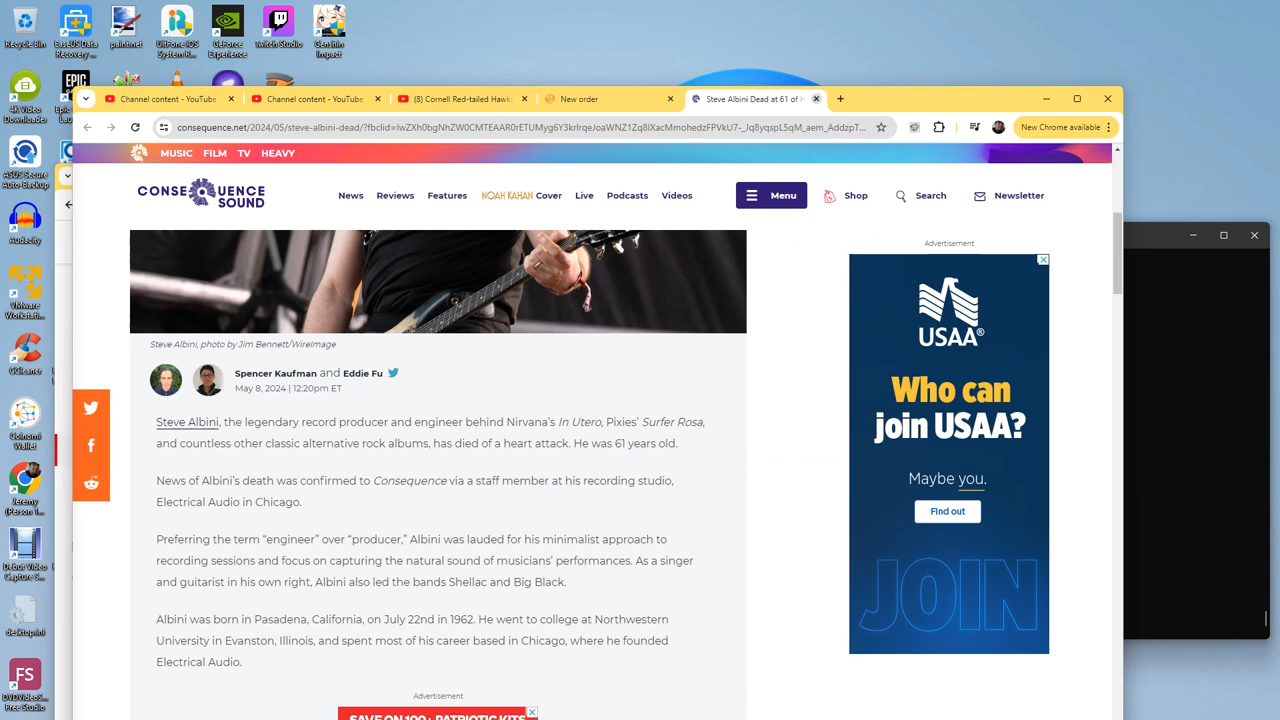 Recycle Bin
EaseUS Data
Recovery ...
paint.net
UltFone iOS
System R...
GeForce
Experience
Twitch Studio
Genshin
Impact
4K Video
Downloader
EPIC
ASUS Secure
Auto Backup
Audacity
VMware
Workstati...
CCleaner
Coinomi
Wallet
Jeremy
(Person 1...
Debut Video
Capture S...
desktop.ini
FS
DVDVideoS...
Free Studio
Channel content - YouTube
Channel content - YouTube
(8) Cornell Red-tailed Hawks
New order
Steve Albini Dead at 61 of H
New Chrome available
MUSIC FILM TV HEAVY
CONSEQUENCE
SOUND
News Reviews Features NOAH KAHAN Cover Live Podcasts Videos Menu Shop Search Newsletter
Steve Albini, photo by Jim Bennett/WireImage
Spencer Kaufman and Eddie Fu
May 8, 2024 | 12:20pm ET
Steve Albini, the legendary record producer and engineer behind Nirvana's In Utero, Pixies' Surfer Rosa,
and countless other classic alternative rock albums, has died of a heart attack. He was 61 years old.
News of Albini's death was confirmed to Consequence via a staff member at his recording studio,
Electrical Audio in Chicago.
Preferring the term "engineer" over "producer," Albini was lauded for his minimalist approach to
recording sessions and focus on capturing the natural sound of musicians' performances. As a singer
and guitarist in his own right, Albini also led the bands Shellac and Big Black.
Albini was born in Pasadena, California, on July 22nd in 1962. He went to college at Northwestern
University in Evanston, Illinois, and spent most of his career based in Chicago, where he founded
Electrical Audio.
Advertisement
SAVE ON 100+ PATRIOTIC KITS
Advertisement
USAA®
Who can
join USAA?
Maybe you.
Find out
JOIN